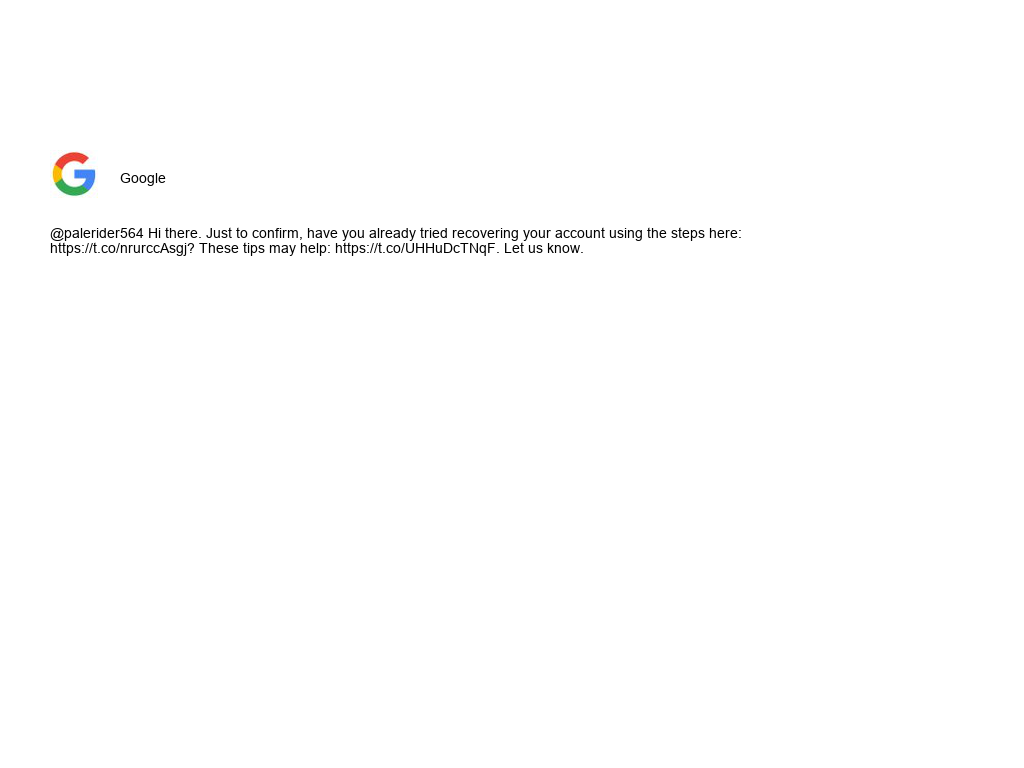 Google
@palerider564 Hi there. Just to confirm, have you already tried recovering your account using the steps here:
https://t.co/nrurccAsgj? These tips may help: https://t.co/UHHuDcTNqF. Let us know.